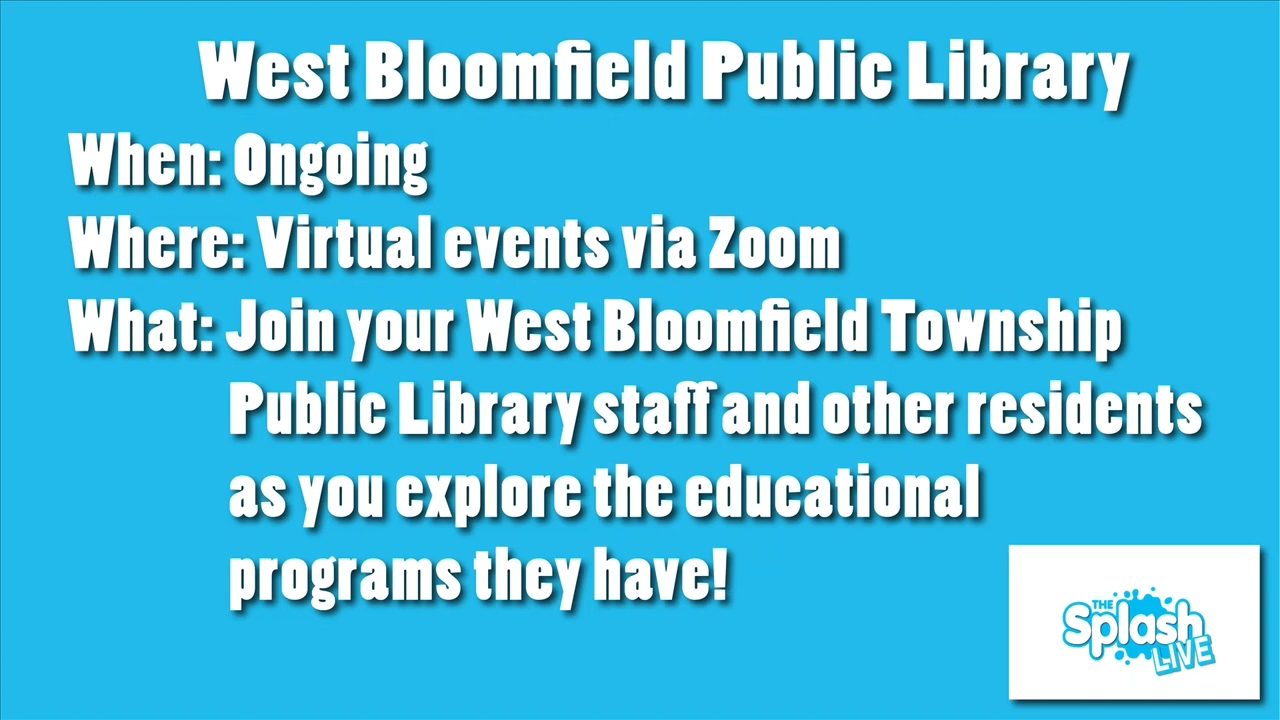 West Bloomfield Public Library
When: Ongoing
Where: Virtual events via Zoom
What: Join your West Bloomfield Township
Public Library staff and other residents
as you explore the educational
programs they have!
THE
Splash
LIVE